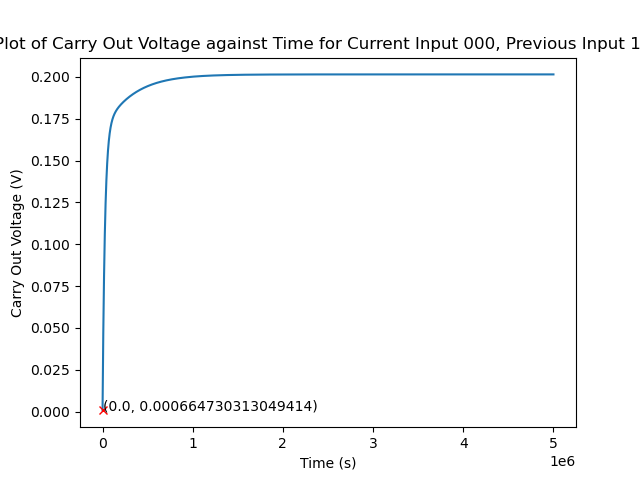 Plot of Carry Out Voltage against Time for Current Input 000, Previous Input 1
0.200
0.175
0.150
0.125
0.100
0.075
0.050
0.025
0.000
Carry Out Voltage (V)
(0.0, 0.000664730313049414)
0 1 2 3 4 5
1e6
Time (s)